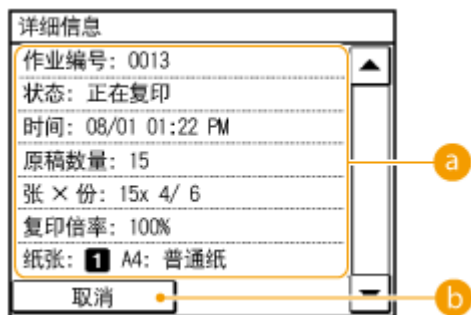 详细信息
作业编号: 0013
状态: 正在复印
时间: 08/01 01:22 PM
原稿数量: 15
张 × 份: 15x 4/ 6
复印倍率: 100%
纸张: 1 A4: 普通纸
取消
a
b